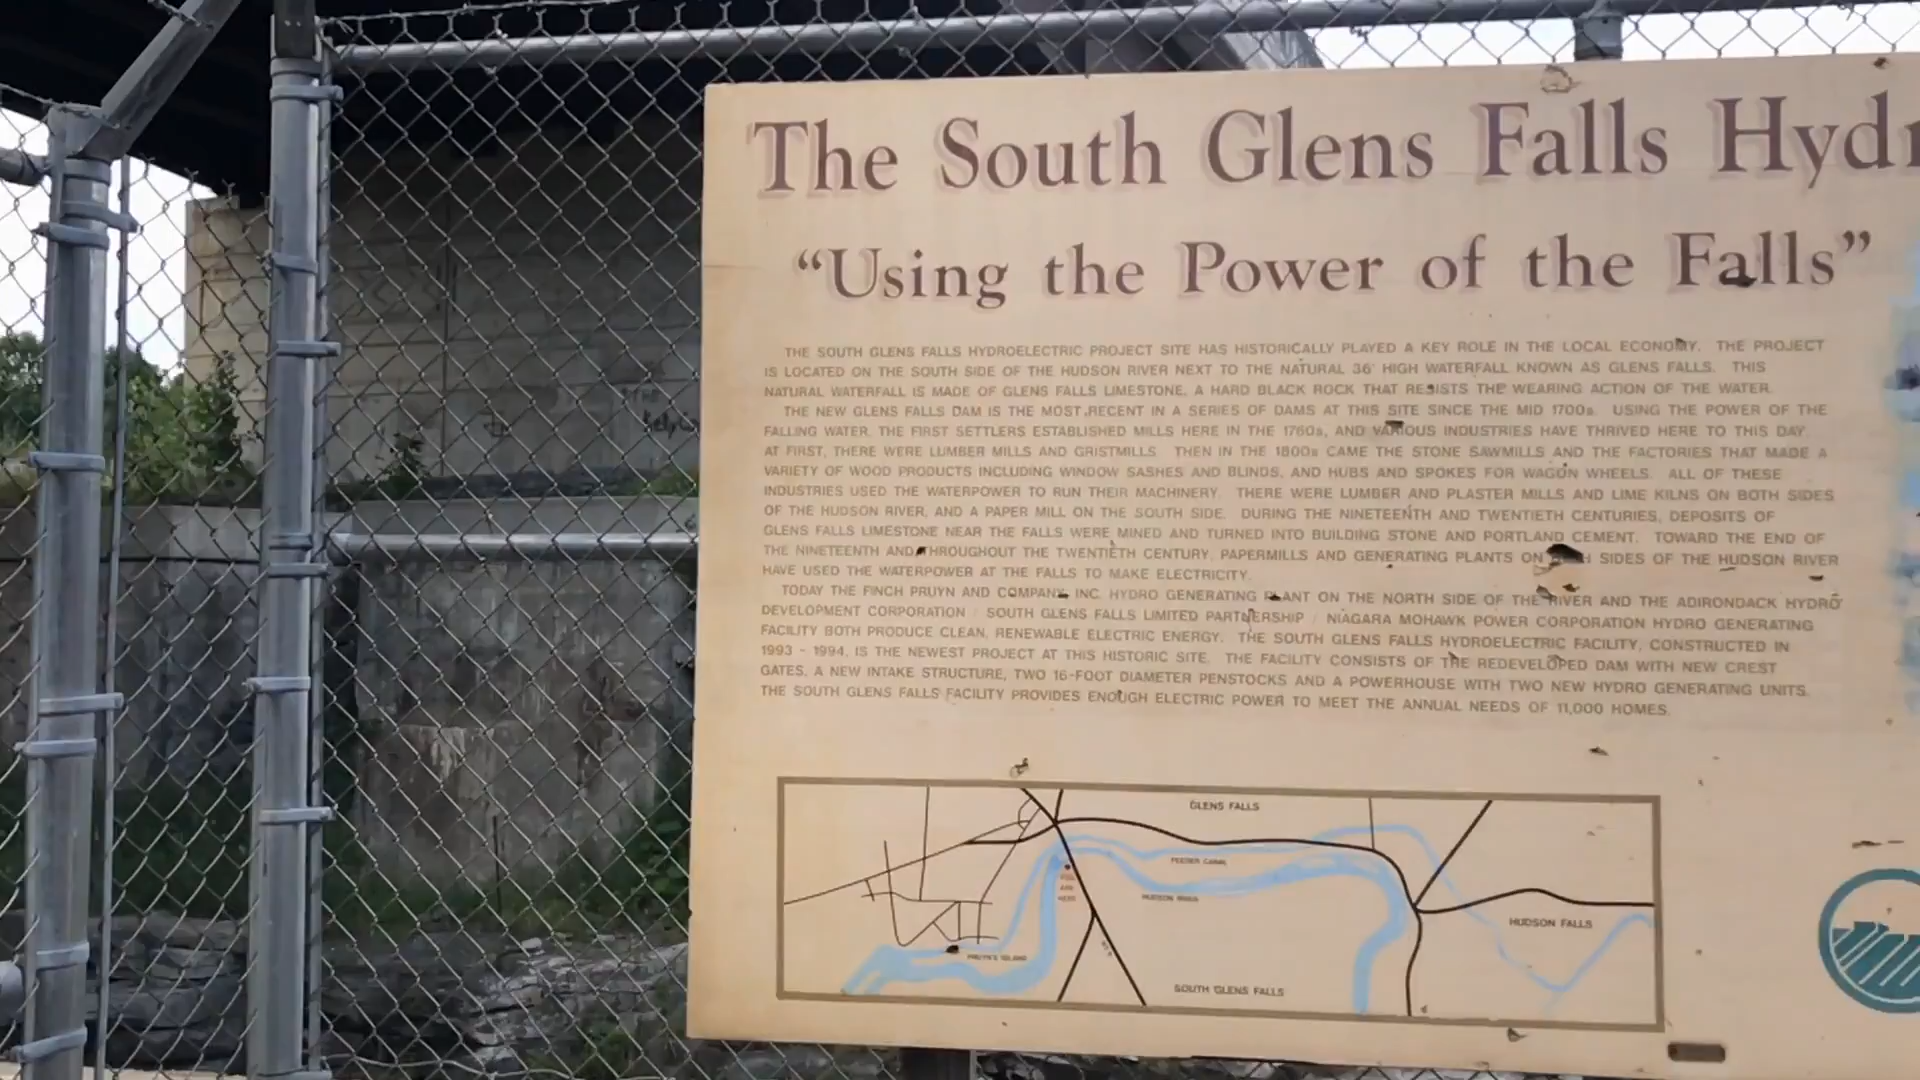 The South Glens Falls Hydr
“Using the Power of the Falls”
THE SOUTH GLENS FALLS HYDROELECTRIC PROJECT SITE HAS HISTORICALLY PLAYED A KEY ROLE IN THE LOCAL ECONOMY. THE PROJECT
IS LOCATED ON THE SOUTH SIDE OF THE HUDSON RIVER NEXT TO THE NATURAL 36' HIGH WATERFALL KNOWN AS GLENS FALLS. THIS
NATURAL WATERFALL IS MADE OF GLENS FALLS LIMESTONE, A HARD BLACK ROCK THAT RESISTS THE WEARING ACTION OF THE WATER.
THE NEW GLENS FALLS DAM IS THE MOST RECENT IN A SERIES OF DAMS AT THIS SITE SINCE THE MID 1700s. USING THE POWER OF THE
FALLING WATER, THE FIRST SETTLERS ESTABLISHED MILLS HERE IN THE 1760s, AND VARIOUS INDUSTRIES HAVE THRIVED HERE TO THIS DAY.
AT FIRST, THERE WERE LUMBER MILLS AND GRISTMILLS. THEN IN THE 1800s CAME THE STONE SAWMILLS AND THE FACTORIES THAT MADE A
VARIETY OF WOOD PRODUCTS INCLUDING WINDOW SASHES AND BLINDS, AND HUBS AND SPOKES FOR WAGON WHEELS. ALL OF THESE
INDUSTRIES USED THE WATERPOWER TO RUN THEIR MACHINERY. THERE WERE LUMBER AND PLASTER MILLS AND LIME KILNS ON BOTH SIDES
OF THE HUDSON RIVER, AND A PAPER MILL ON THE SOUTH SIDE. DURING THE NINETEENTH AND TWENTIETH CENTURIES, DEPOSITS OF
GLENS FALLS LIMESTONE NEAR THE FALLS WERE MINED AND TURNED INTO BUILDING STONE AND PORTLAND CEMENT. TOWARD THE END OF
THE NINETEENTH AND THROUGHOUT THE TWENTIETH CENTURY, PAPERMILLS AND GENERATING PLANTS ON SIDES OF THE HUDSON RIVER
HAVE USED THE WATERPOWER AT THE FALLS TO MAKE ELECTRICITY.
TODAY THE FINCH PRUYN AND COMPANY, INC. HYDRO GENERATING PLANT ON THE NORTH SIDE OF THE RIVER AND THE ADIRONDACK HYDRO
DEVELOPMENT CORPORATION / SOUTH GLENS FALLS LIMITED PARTNERSHIP / NIAGARA MOHAWK POWER CORPORATION HYDRO GENERATING
FACILITY BOTH PRODUCE CLEAN, RENEWABLE ELECTRIC ENERGY. THE SOUTH GLENS FALLS HYDROELECTRIC FACILITY, CONSTRUCTED IN
1993 - 1994, IS THE NEWEST PROJECT AT THIS HISTORIC SITE. THE FACILITY CONSISTS OF THE REDEVELOPED DAM WITH NEW CREST
GATES, A NEW INTAKE STRUCTURE, TWO 16-FOOT DIAMETER PENSTOCKS AND A POWERHOUSE WITH TWO NEW HYDRO GENERATING UNITS.
THE SOUTH GLENS FALLS FACILITY PROVIDES ENOUGH ELECTRIC POWER TO MEET THE ANNUAL NEEDS OF 11,000 HOMES.
GLENS FALLS
FEEDER CANAL
YOU
ARE
HERE
HUDSON RIVER
HUDSON FALLS
PRUYN'S ISLAND
SOUTH GLENS FALLS